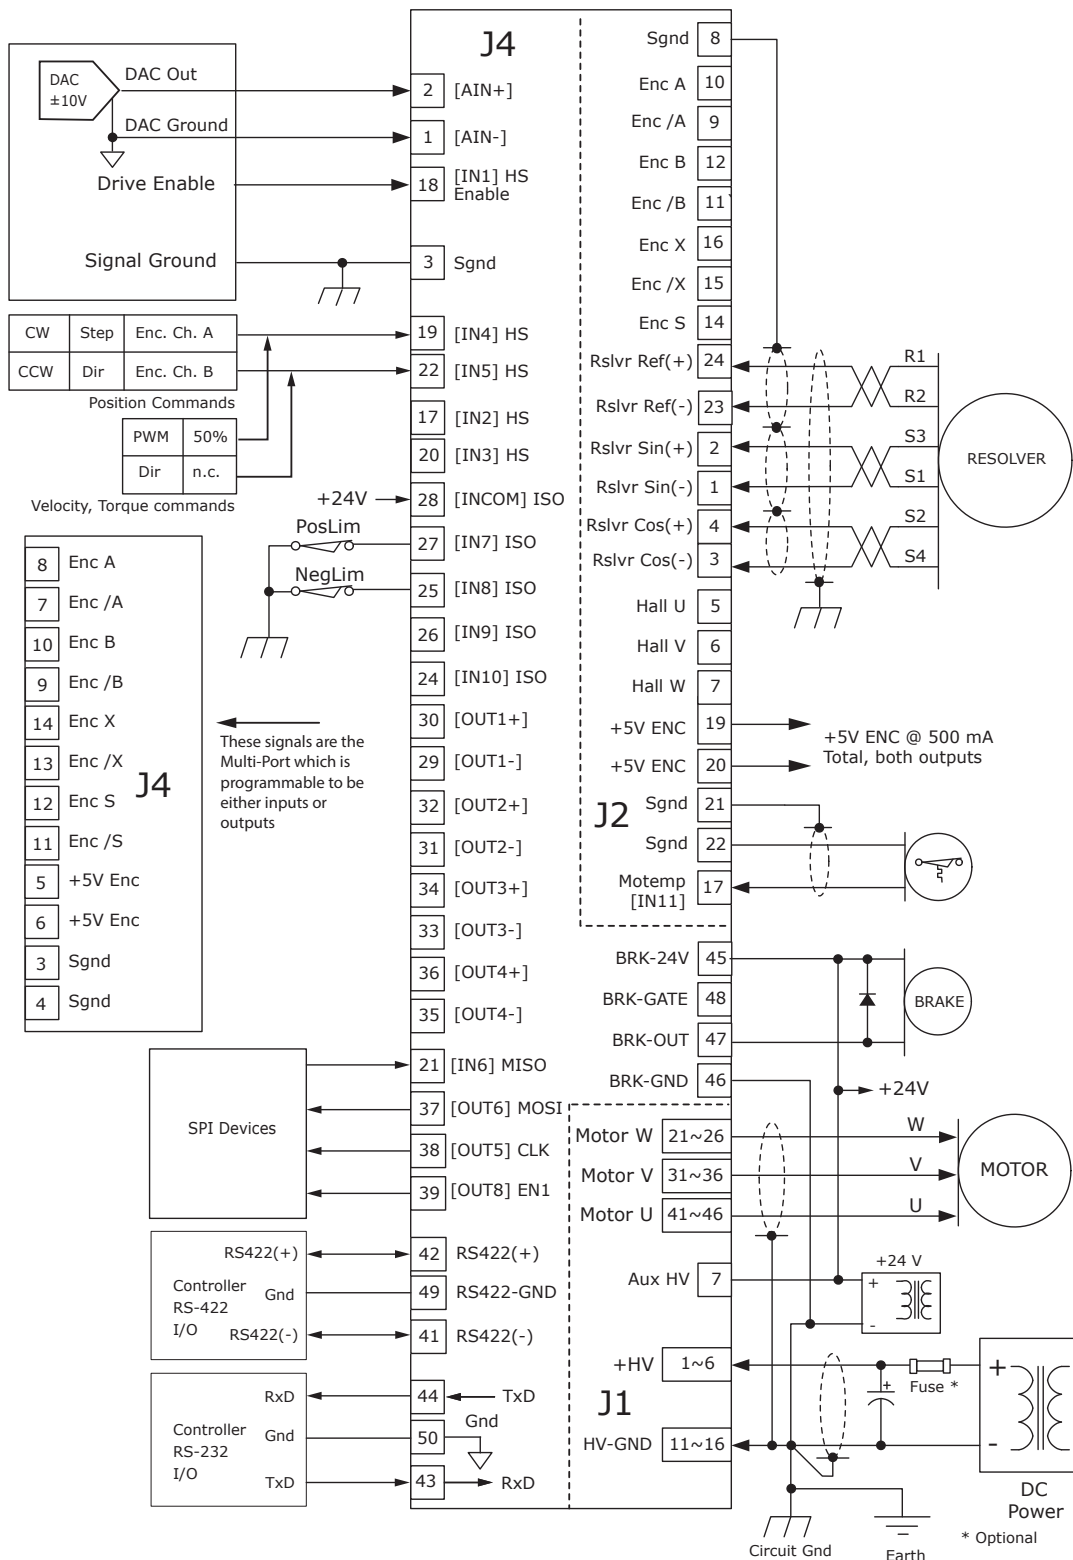 J4
DAC
±10V
DAC Out
DAC Ground
Drive Enable
Signal Ground
2 [AIN+]
1 [AIN-]
18 [IN1] HS
Enable
3 Sgnd
CW Step Enc. Ch. A
CCW Dir Enc. Ch. B
Position Commands
PWM 50%
Dir n.c.
Velocity, Torque commands
19 [IN4] HS
22 [IN5] HS
17 [IN2] HS
20 [IN3] HS
+24V 28 [INCOM] ISO
PosLim 27 [IN7] ISO
NegLim 25 [IN8] ISO
26 [IN9] ISO
24 [IN10] ISO
30 [OUT1+]
29 [OUT1-]
32 [OUT2+]
31 [OUT2-]
34 [OUT3+]
33 [OUT3-]
36 [OUT4+]
35 [OUT4-]
8 Enc A
7 Enc /A
10 Enc B
9 Enc /B
14 Enc X
13 Enc /X
12 Enc S
11 Enc /S
5 +5V Enc
6 +5V Enc
3 Sgnd
4 Sgnd
J4
These signals are the
Multi-Port which is
programmable to be
either inputs or
outputs
SPI Devices
21 [IN6] MISO
37 [OUT6] MOSI
38 [OUT5] CLK
39 [OUT8] EN1
Controller
RS-422
I/O
RS422(+)
Gnd
RS422(-)
42 RS422(+)
49 RS422-GND
41 RS422(-)
Controller
RS-232
I/O
RxD
Gnd
TxD
44 TxD
50 Gnd
43 RxD
J2
Sgnd 8
Enc A 10
Enc /A 9
Enc B 12
Enc /B 11
Enc X 16
Enc /X 15
Enc S 14
Rslvr Ref(+) 24 R1
Rslvr Ref(-) 23 R2
Rslvr Sin(+) 2 S3
Rslvr Sin(-) 1 S1
Rslvr Cos(+) 4 S2
Rslvr Cos(-) 3 S4
RESOLVER
Hall U 5
Hall V 6
Hall W 7
+5V ENC 19
+5V ENC 20
+5V ENC @ 500 mA
Total, both outputs
Sgnd 21
Sgnd 22
Motemp
[IN11] 17
BRK-24V 45
BRK-GATE 48
BRK-OUT 47
BRK-GND 46
BRAKE
+24V
J1
Motor W 21~26 W
Motor V 31~36 V
Motor U 41~46 U
MOTOR
Aux HV 7
+24 V
+
-
+HV 1~6
+
Fuse *
HV-GND 11~16
+
-
DC
Power
* Optional
Circuit Gnd
Earth